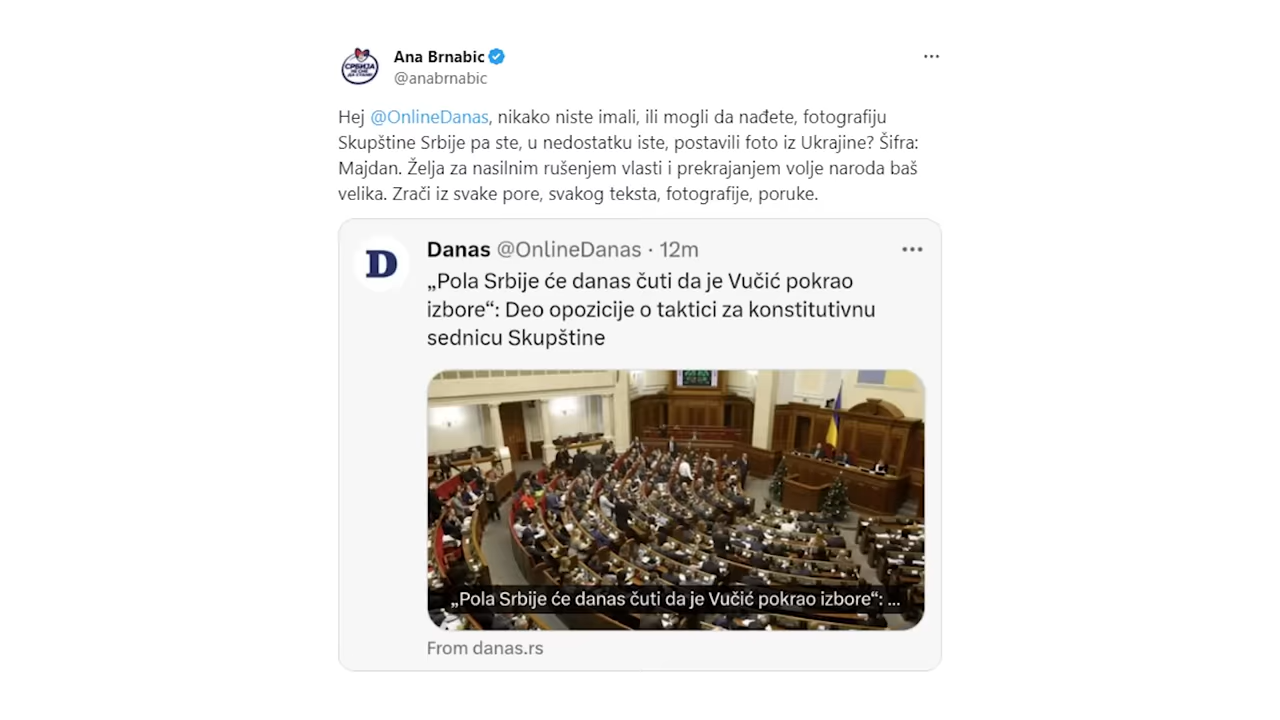 Ana Brnabic
@anabrnabic
Hej @OnlineDanas, nikako niste imali, ili mogli da nađete, fotografiju
Skupštine Srbije pa ste, u nedostatku iste, postavili foto iz Ukrajine? Šifra:
Majdan. Želja za nasilnim rušenjem vlasti i prekrajanjem volje naroda baš
velika. Zrači iz svake pore, svakog teksta, fotografije, poruke.
D
Danas @OnlineDanas · 12m
„Pola Srbije će danas čuti da je Vučić pokrao
izbore“: Deo opozicije o taktici za konstitutivnu
sednicu Skupštine
„Pola Srbije će danas čuti da je Vučić pokrao izbore“: ...
From danas.rs
СРБИЈА